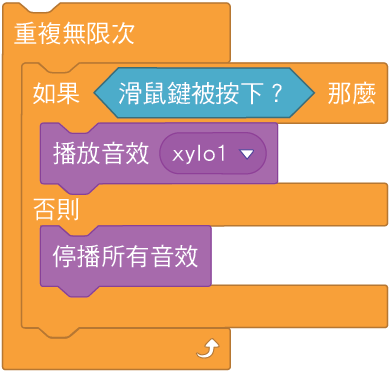 重複無限次
如果 滑鼠鍵被按下？ 那麼
播放音效 xylo1
否則
停播所有音效